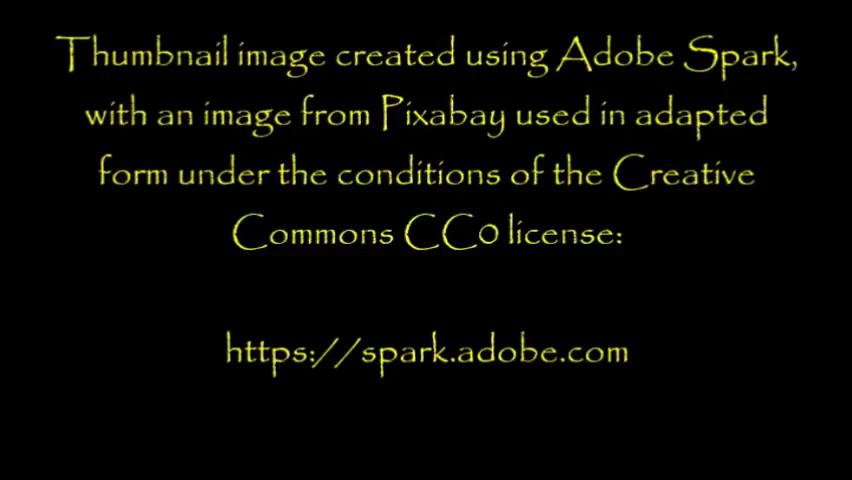 Thumbnail image created using Adobe Spark,
with an image from Pixabay used in adapted
form under the conditions of the Creative
Commons CC0 license:
https://spark.adobe.com